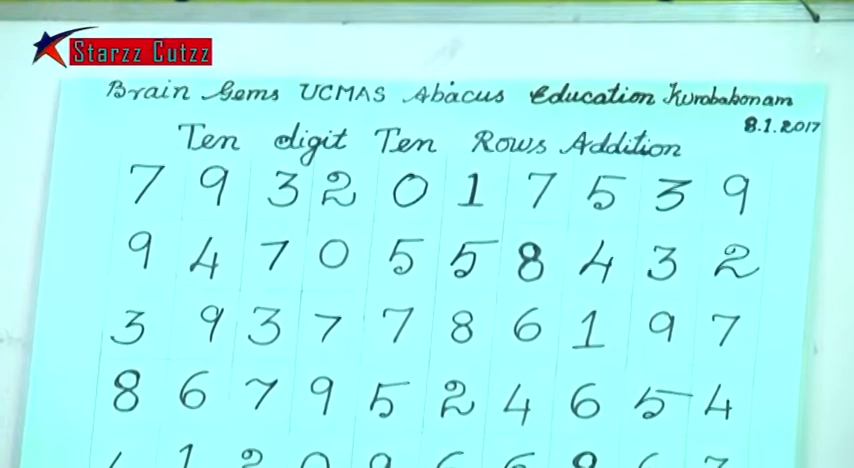 Starzz Cutzz
Brain Gems UCMAS Abacus Education Kumbakonam
8.1.2017
Ten digit Ten Rows Addition
7 9 3 2 0 1 7 5 3 9
9 4 7 0 5 5 8 4 3 2
3 9 3 7 7 8 6 1 9 7
8 6 7 9 5 2 4 6 5 4